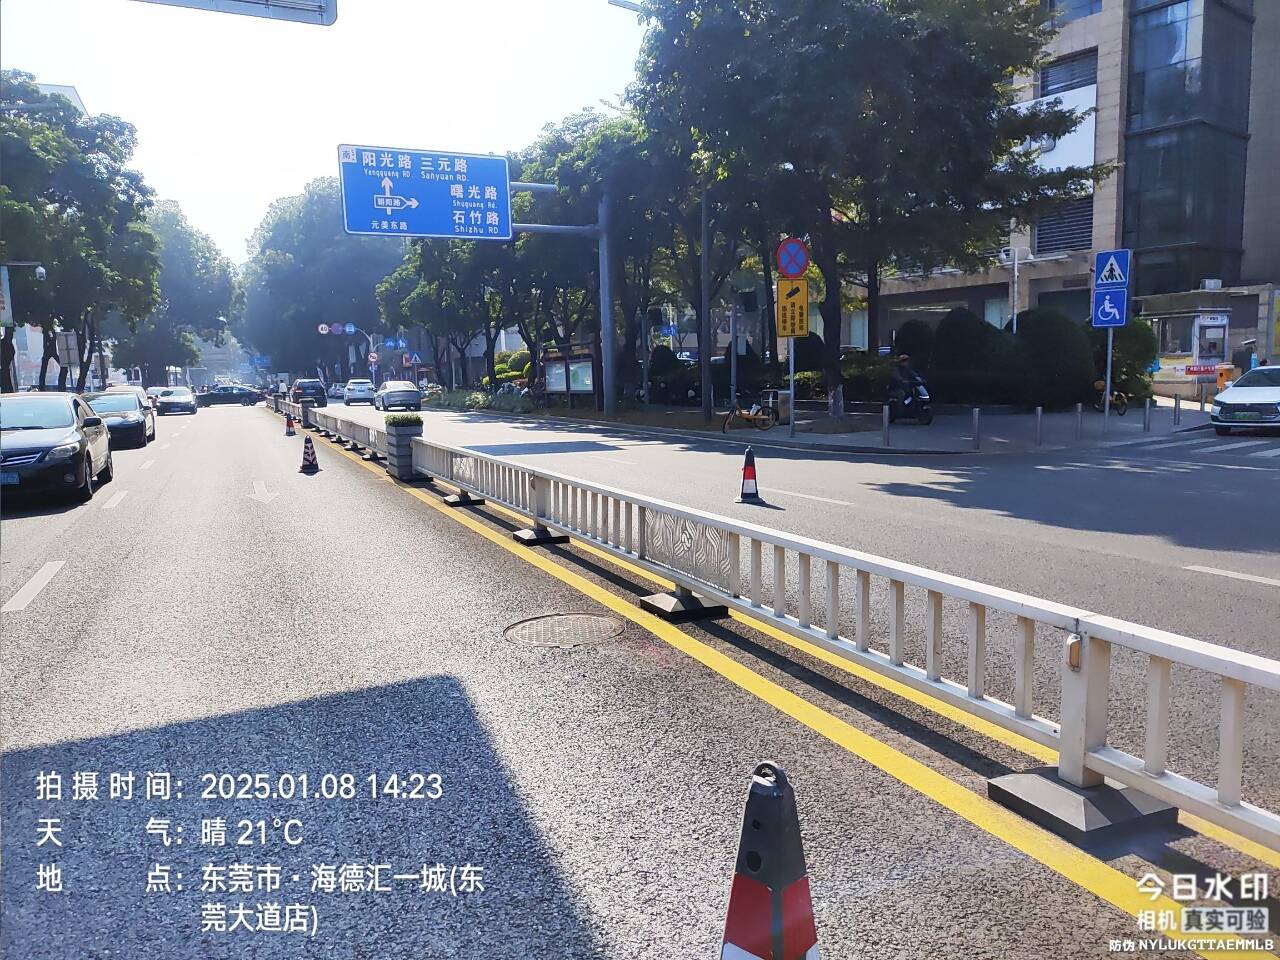 南
阳光路 三元路
Yangguang RD. Sanyuan RD.
曙光路
Shuguang Rd.
朝阳路
石竹路
Shizhu RD.
元美东路
拍摄时间：2025.01.08 14:23
天 气：晴 21°C
地 点：东莞市·海德汇一城(东
莞大道店)
今日水印
相机 真实可验
防伪 NYLUKGTTAEMMLB